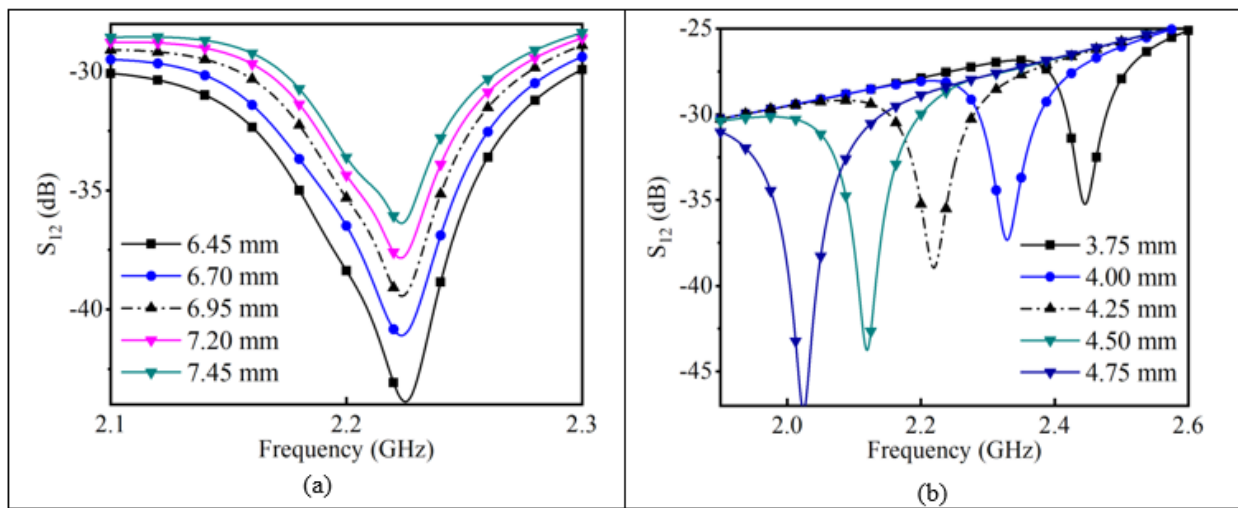 (a)
-30
-35
-40
S12 (dB)
6.45 mm
6.70 mm
6.95 mm
7.20 mm
7.45 mm
2.1 2.2 2.3
Frequency (GHz)
(a)
-25
(b)
-30
-35
-40
-45
S12 (dB)
3.75 mm
4.00 mm
4.25 mm
4.50 mm
4.75 mm
2.0 2.2 2.4 2.6
Frequency (GHz)
(b)